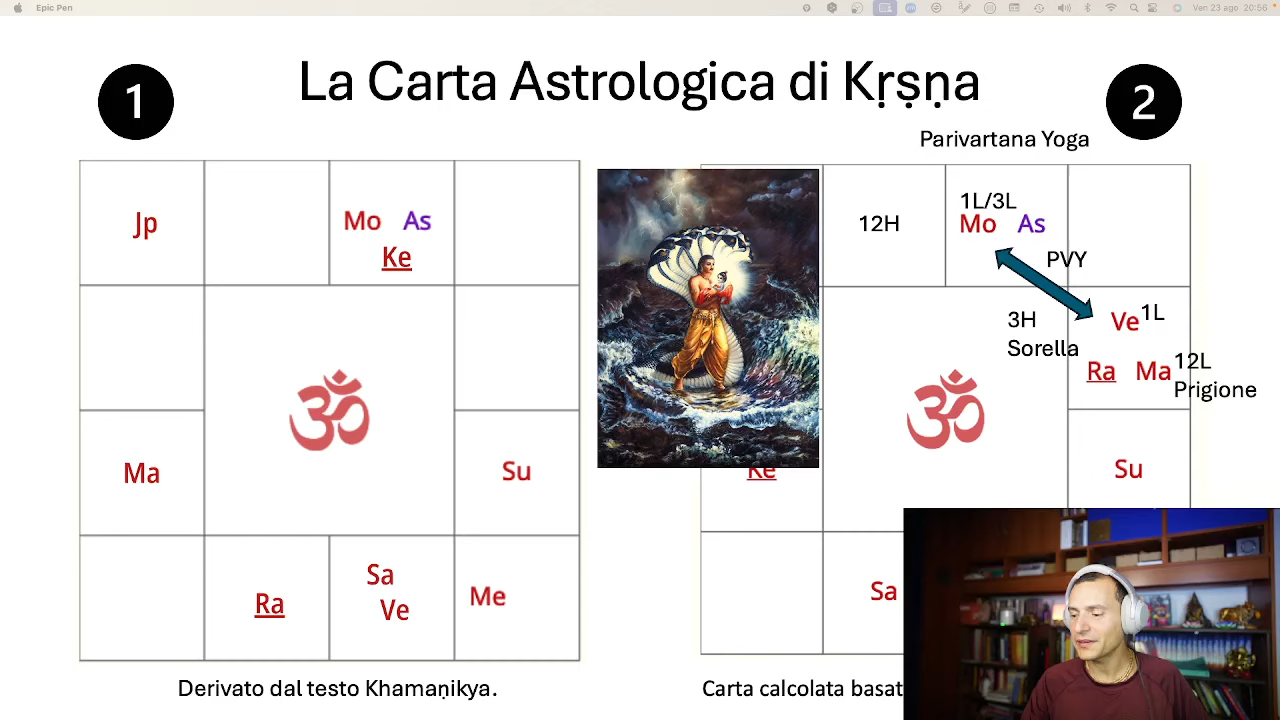 Epic Pen
Ven 23 ago 20:56
1
La Carta Astrologica di Kṛṣṇa
2
Parivartana Yoga
Jp
Mo As
Ke
Ma
Su
Ra
Sa
Ve
Me
ॐ
Derivato dal testo Khamaṇikya.
12H
1L/3L
Mo As
PVY
3H
Sorella
Ve 1L
Ra Ma 12L
Prigione
ॐ
Ke
Su
Sa
Carta calcolata basat